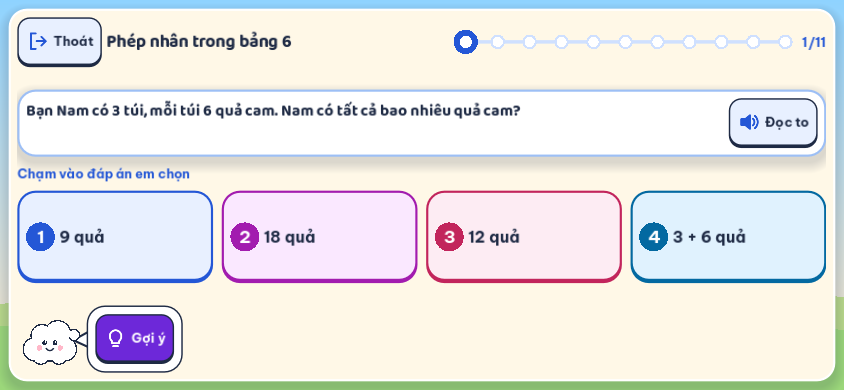 Thoát
Phép nhân trong bảng 6
1/11
Bạn Nam có 3 túi, mỗi túi 6 quả cam. Nam có tất cả bao nhiêu quả cam?
Đọc to
Chạm vào đáp án em chọn
1 9 quả
2 18 quả
3 12 quả
4 3 + 6 quả
Gợi ý